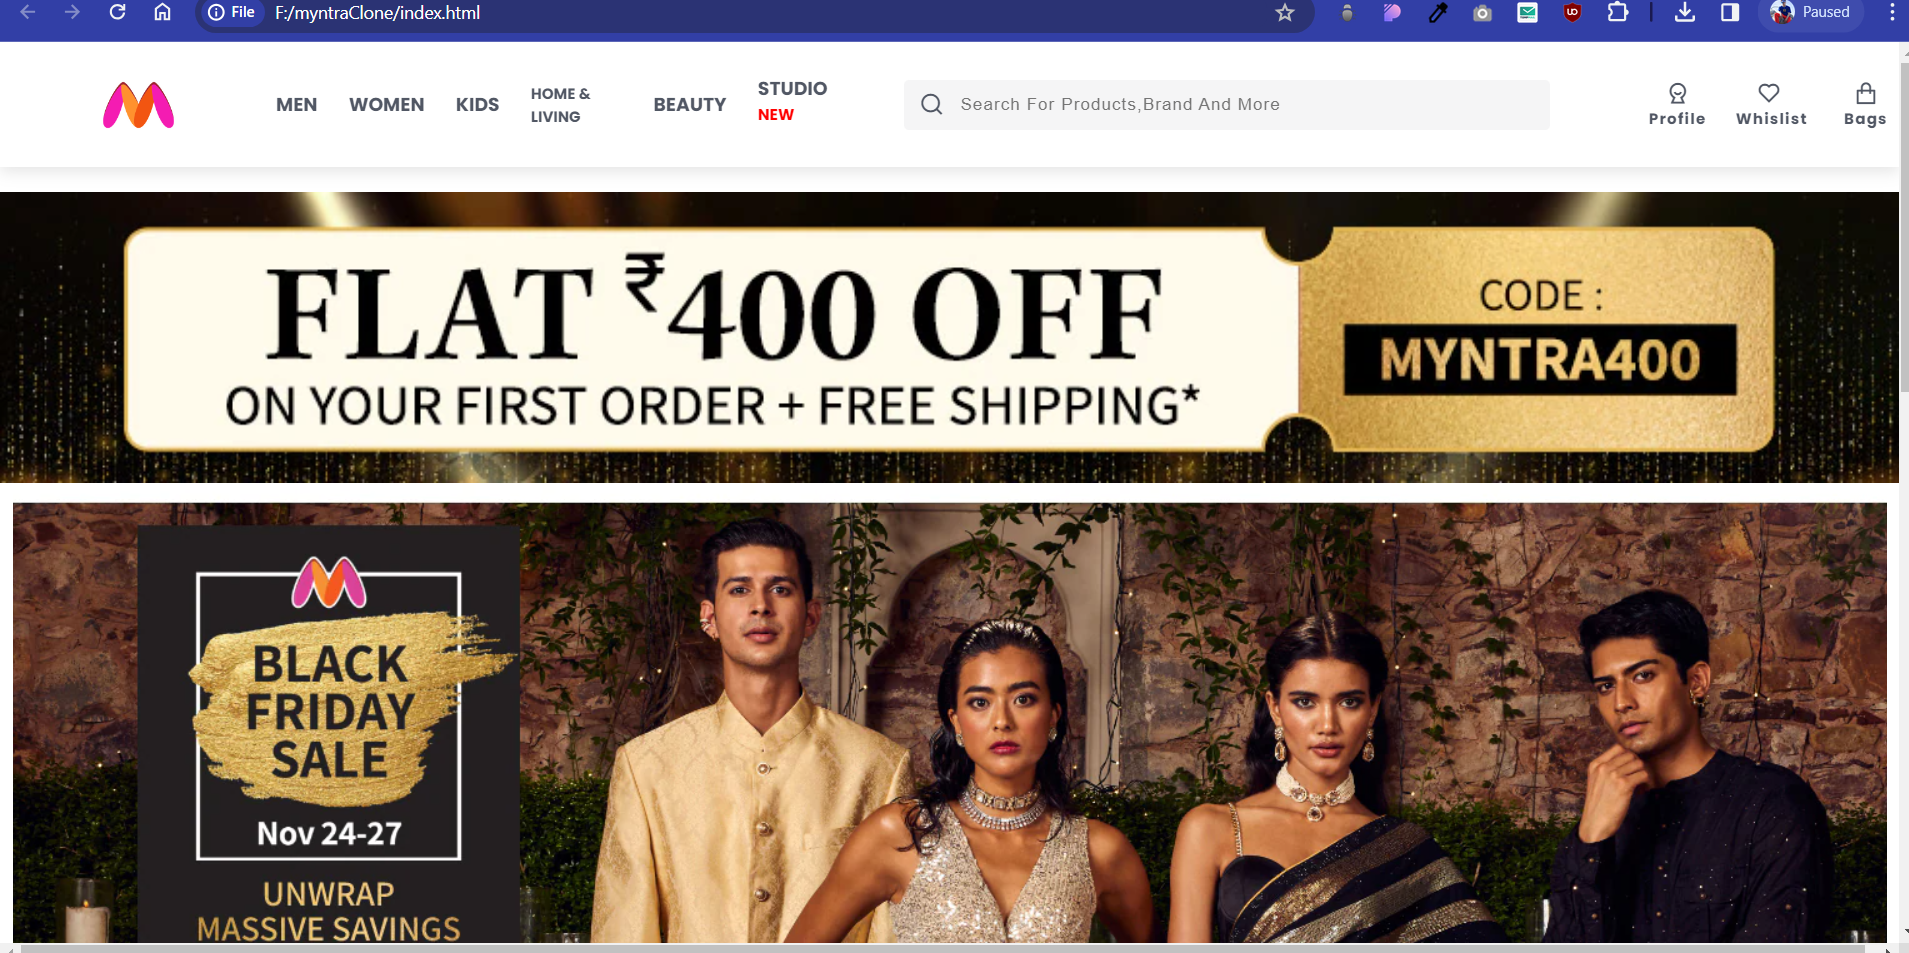 File F:/myntraClone/index.html Paused
MEN WOMEN KIDS HOME & LIVING BEAUTY STUDIO NEW
Search For Products,Brand And More
Profile Whislist Bags
FLAT ₹400 OFF
ON YOUR FIRST ORDER + FREE SHIPPING*
CODE :
MYNTRA400
BLACK
FRIDAY
SALE
Nov 24-27
UNWRAP
MASSIVE SAVINGS